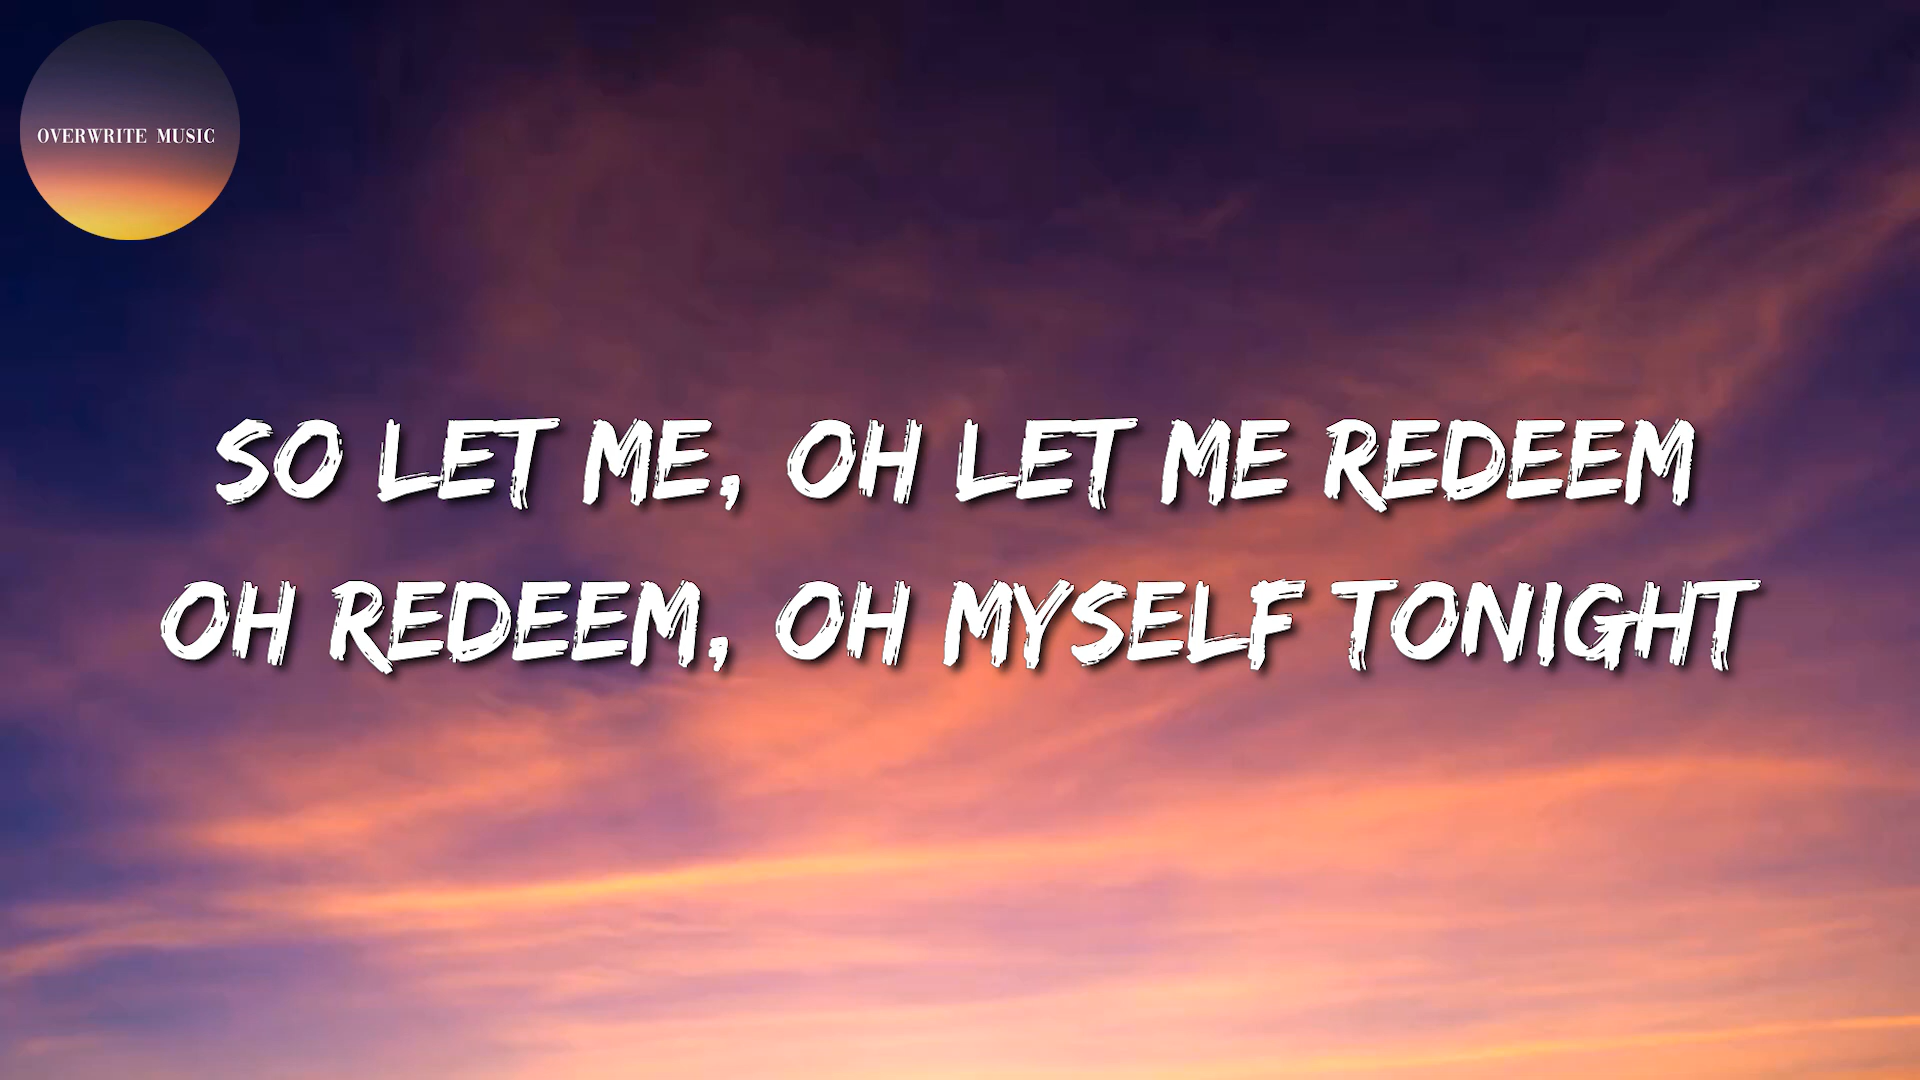 OVERWRITE MUSIC
SO LET ME, OH LET ME REDEEM
OH REDEEM, OH MYSELF TONIGHT